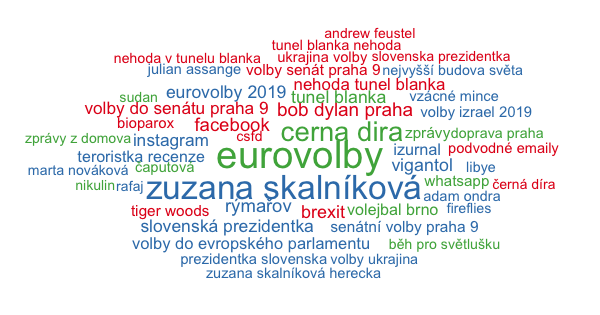 andrew feustel
tunel blanka nehoda
nehoda v tunelu blanka ukrajina volby slovenska prezidentka
julian assange volby senát praha 9 nejvyšší budova světa
nehoda tunel blanka
sudan eurovolby 2019 tunel blanka vzácné mince
volby do senátu praha 9 bob dylan praha volby izrael 2019
bioparox facebook cerna dira zprávydoprava praha
zprávy z domova instagram csfd izurnal podvodné emaily
teroristka recenze eurovolby vigantol libye
marta nováková čaputová whatsapp černá díra
nikulin rafaj zuzana skalníková adam ondra
tiger woods rýmařov brexit volejbal brno fireflies
slovenská prezidentka senátní volby praha 9
volby do evropského parlamentu běh pro světlušku
prezidentka slovenska volby ukrajina
zuzana skalníková herecka